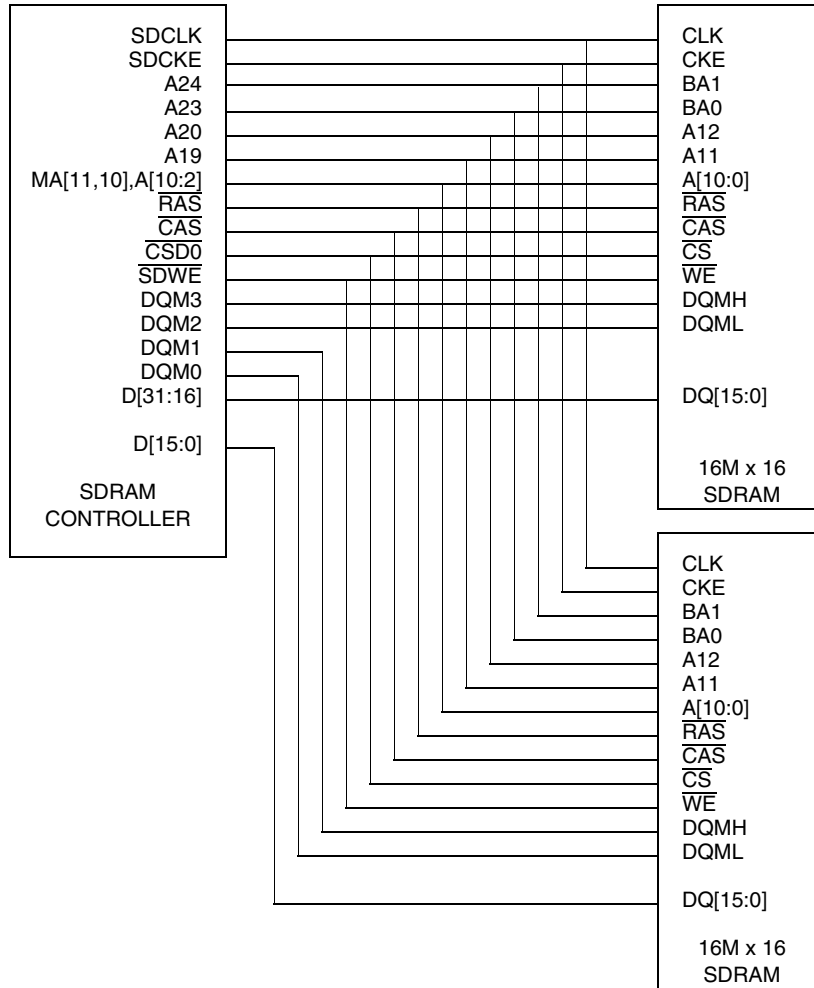 SDCLK
SDCKE
A24
A23
A20
A19
MA[11,10],A[10:2]
RAS
CAS
CSD0
SDWE
DQM3
DQM2
DQM1
DQM0
D[31:16]
D[15:0]
SDRAM
CONTROLLER
CLK
CKE
BA1
BA0
A12
A11
A[10:0]
RAS
CAS
CS
WE
DQMH
DQML
DQ[15:0]
16M x 16
SDRAM
CLK
CKE
BA1
BA0
A12
A11
A[10:0]
RAS
CAS
CS
WE
DQMH
DQML
DQ[15:0]
16M x 16
SDRAM